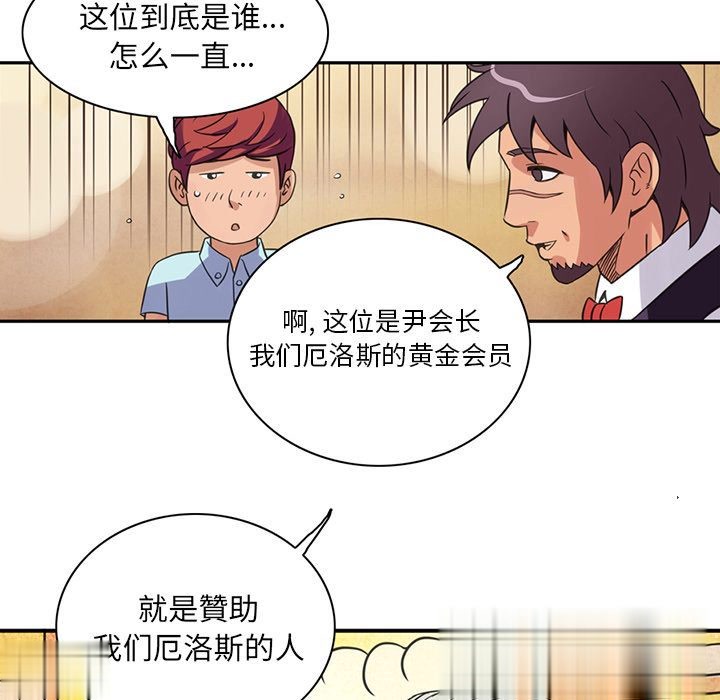 这位到底是谁...
怎么一直...
啊, 这位是尹会长
我们厄洛斯的黄金会员
就是赞助
我们厄洛斯的人